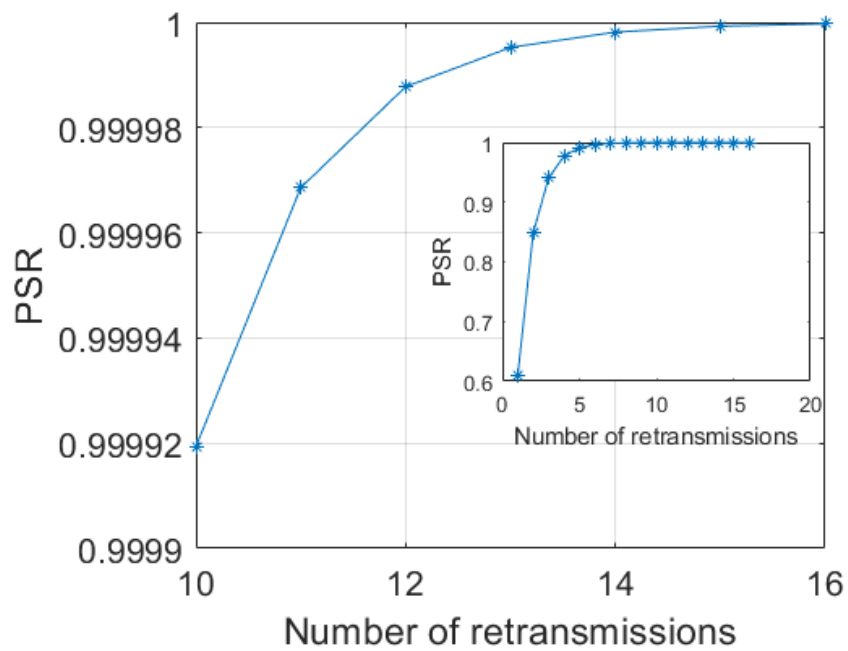 1
0.99998
0.99996
0.99994
0.99992
0.9999
PSR
10 12 14 16
Number of retransmissions
1
0.9
0.8
0.7
0.6
PSR
0 5 10 15 20
Number of retransmissions